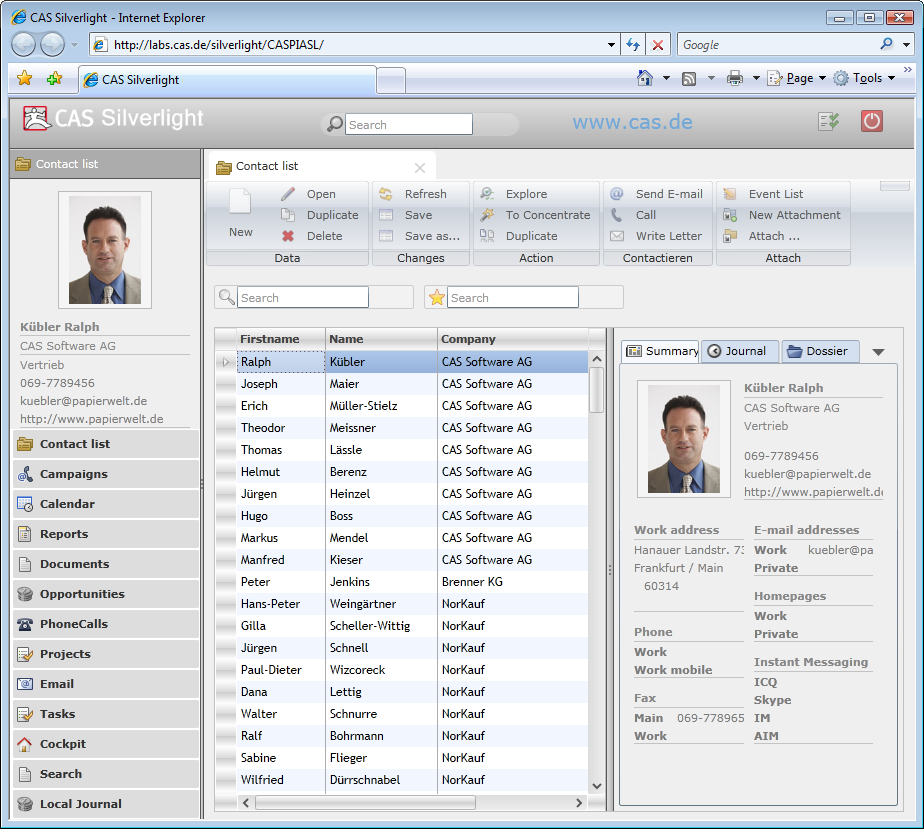 CAS Silverlight - Internet Explorer
http://labs.cas.de/silverlight/CASPIASL/
Google
CAS Silverlight
Page
Tools
CAS Silverlight
Search
www.cas.de
Contact list
Kübler Ralph
CAS Software AG
Vertrieb
069-7789456
kuebler@papierwelt.de
http://www.papierwelt.de
Contact list
Campaigns
Calendar
Reports
Documents
Opportunities
PhoneCalls
Projects
Email
Tasks
Cockpit
Search
Local Journal
Contact list
New
Open
Duplicate
Delete
Data
Refresh
Save
Save as...
Changes
Explore
To Concentrate
Duplicate
Action
Send E-mail
Call
Write Letter
Contactieren
Event List
New Attachment
Attach ...
Attach
Search
Search
Firstname Name Company
Ralph Kübler CAS Software AG
Joseph Maier CAS Software AG
Erich Müller-Stielz CAS Software AG
Theodor Meissner CAS Software AG
Thomas Lässle CAS Software AG
Helmut Berenz CAS Software AG
Jürgen Heinzel CAS Software AG
Hugo Boss CAS Software AG
Markus Mendel CAS Software AG
Manfred Kieser CAS Software AG
Peter Jenkins Brenner KG
Hans-Peter Weingärtner NorKauf
Gilla Scheller-Wittig NorKauf
Jürgen Schnell NorKauf
Paul-Dieter Wizcoreck NorKauf
Dana Lettig NorKauf
Walter Schnurre NorKauf
Ralf Bohrmann NorKauf
Sabine Flieger NorKauf
Wilfried Dürrschnabel NorKauf
Summary
Journal
Dossier
Kübler Ralph
CAS Software AG
Vertrieb
069-7789456
kuebler@papierwelt.de
http://www.papierwelt.de
Work address
Hanauer Landstr. 73
Frankfurt / Main
60314
Phone
Work
Work mobile
Fax
Main 069-778965
Work
E-mail addresses
Work kuebler@pa
Private
Homepages
Work
Private
Instant Messaging
ICQ
Skype
IM
AIM